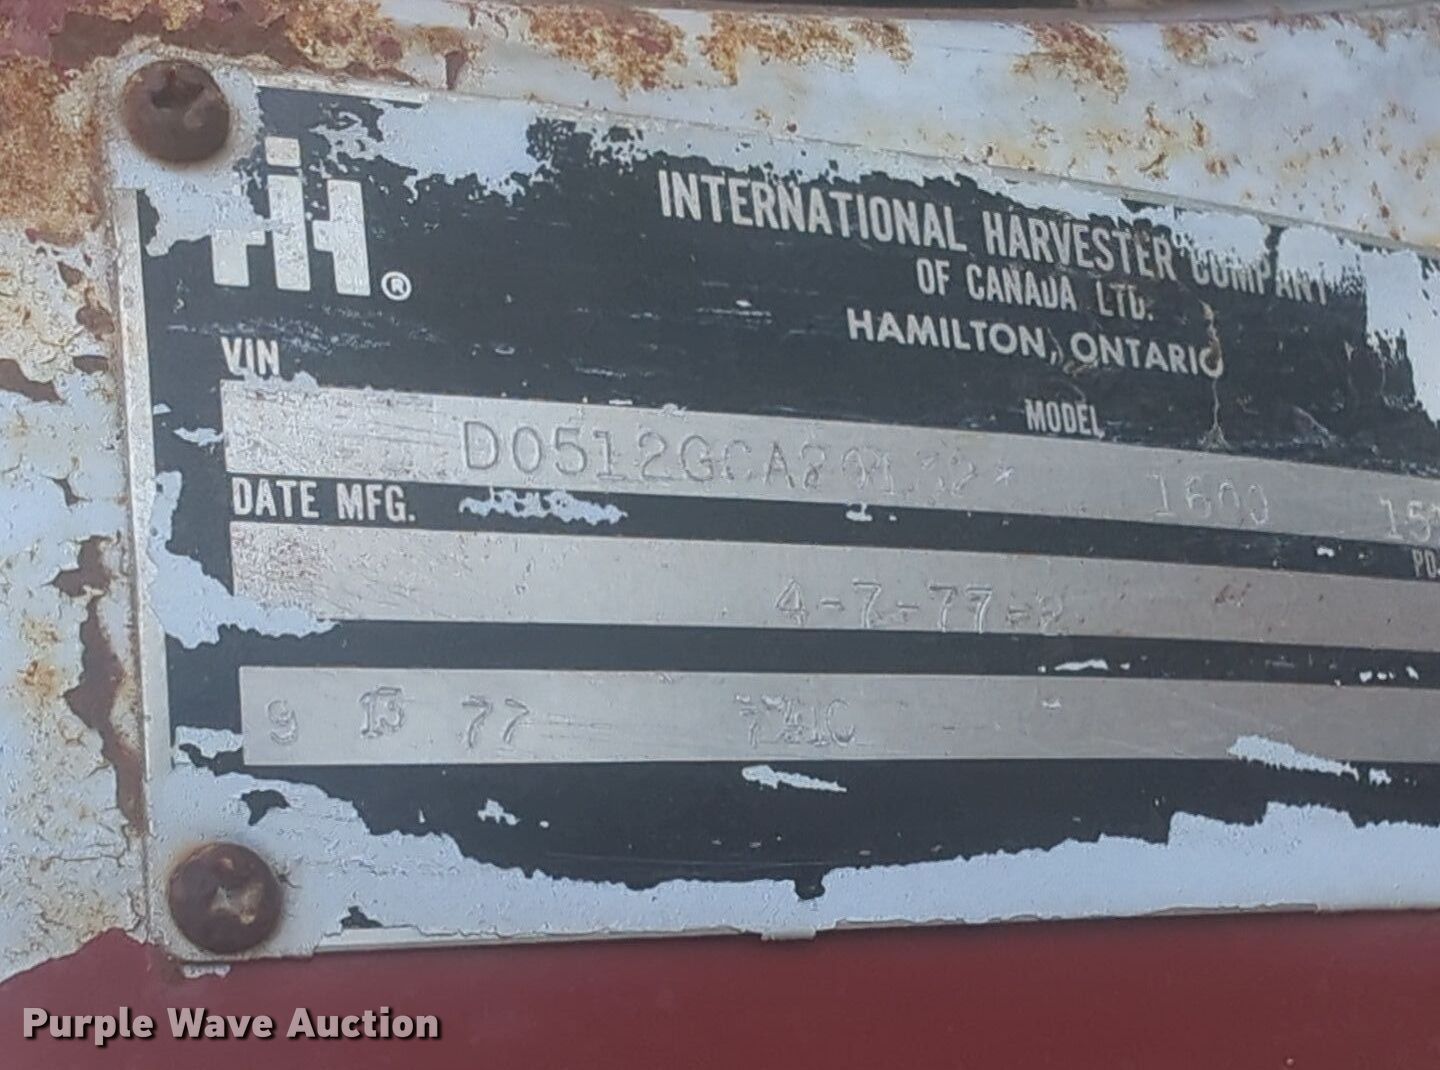 IH®
INTERNATIONAL HARVESTER COMPANY
OF CANADA LTD.
HAMILTON, ONTARIO
VIN MODEL
1600
DATE MFG.
4-7-77
9 15 77
Purple Wave Auction